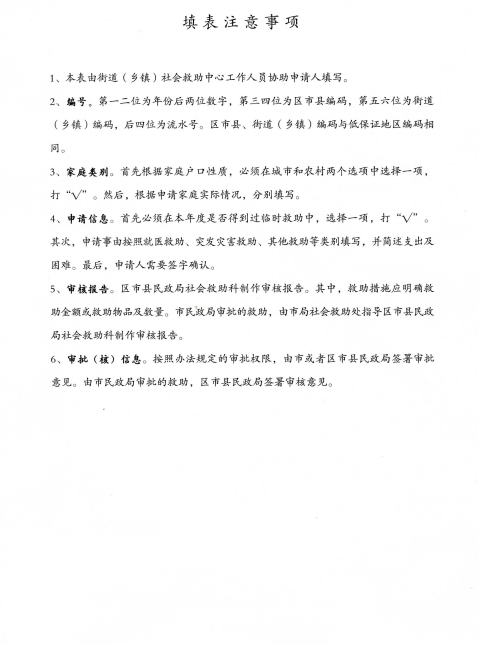 填表注意事项
1、本表由街道（乡镇）社会救助中心工作人员协助申请人填写。
2、编号。第一二位为年份后两位数字，第三四位为区市县编码，第五六位为街道
（乡镇）编码，后四位为流水号。区市县、街道（乡镇）编码与低保证地区编码相
同。
3、家庭类别。首先根据家庭户口性质，必须在城市和农村两个选项中选择一项，
打“√”。然后，根据申请家庭实际情况，分别填写。
4、申请信息。首先必须在本年度是否得到过临时救助中，选择一项，打“√”。
其次，申请事由按照就医救助、突发灾害救助、其他救助等类别填写，并简述支出及
困难。最后，申请人需要签字确认。
5、审核报告。区市县民政局社会救助科制作审核报告。其中，救助措施应明确救
助金额或救助物品及数量。市民政局审批的救助，由市局社会救助处指导区市县民政
局社会救助科制作审核报告。
6、审批（核）信息。按照办法规定的审批权限，由市或者区市县民政局签署审批
意见。由市民政局审批的救助，区市县民政局签署审核意见。